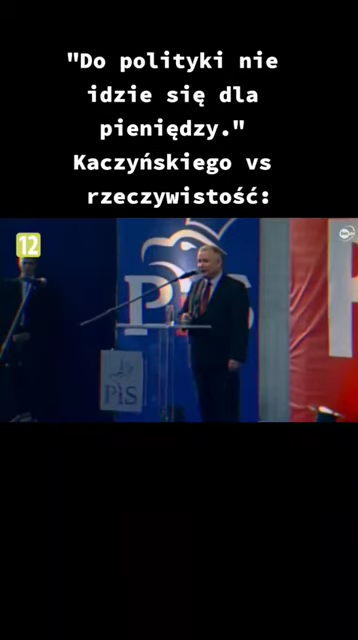 "Do polityki nie
idzie się dla
pieniędzy."
Kaczyńskiego vs
rzeczywistość:
12
PiS
PiS